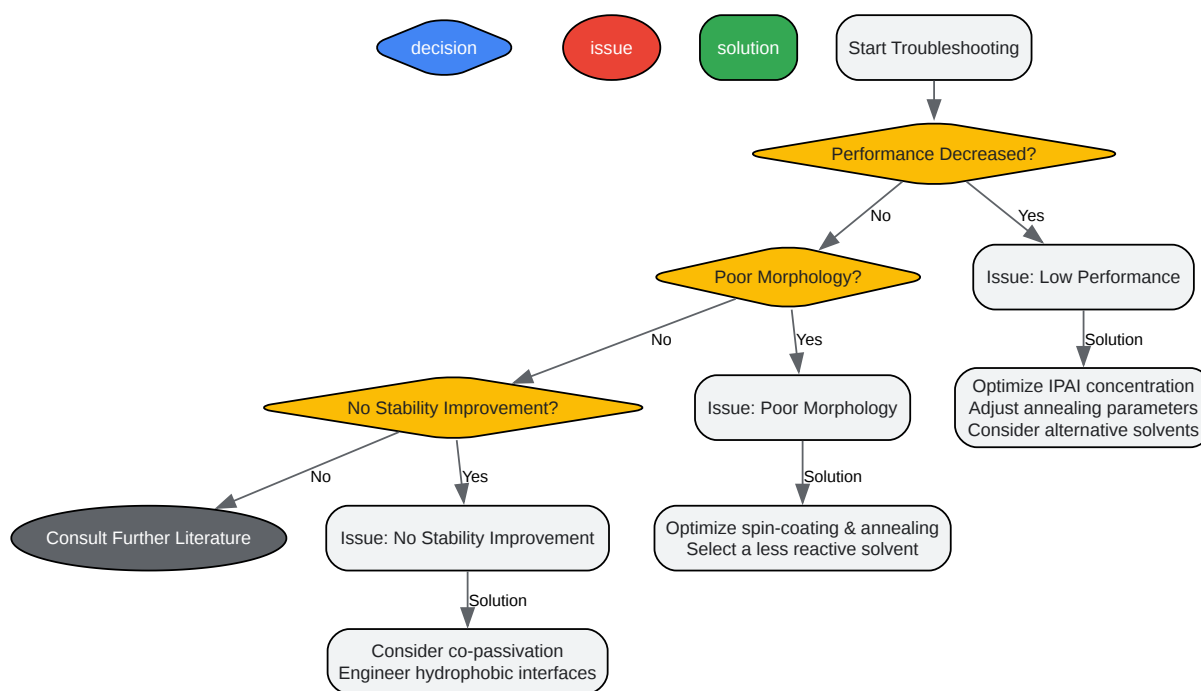 decision
issue
solution
Start Troubleshooting
Performance Decreased?
No
Yes
Poor Morphology?
Issue: Low Performance
No
Yes
Solution
No Stability Improvement?
Issue: Poor Morphology
Optimize IPAI concentration
Adjust annealing parameters
Consider alternative solvents
No
Yes
Solution
Consult Further Literature
Issue: No Stability Improvement
Optimize spin-coating & annealing
Select a less reactive solvent
Solution
Consider co-passivation
Engineer hydrophobic interfaces